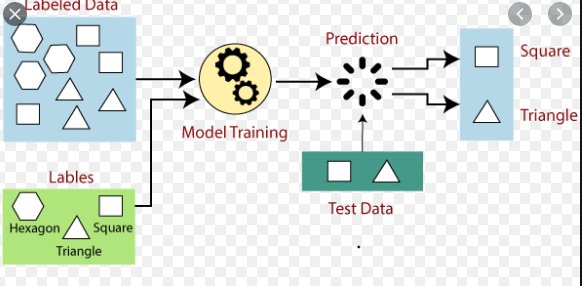 Labeled Data
Prediction
Square
Triangle
Model Training
Lables
Hexagon
Square
Triangle
Test Data